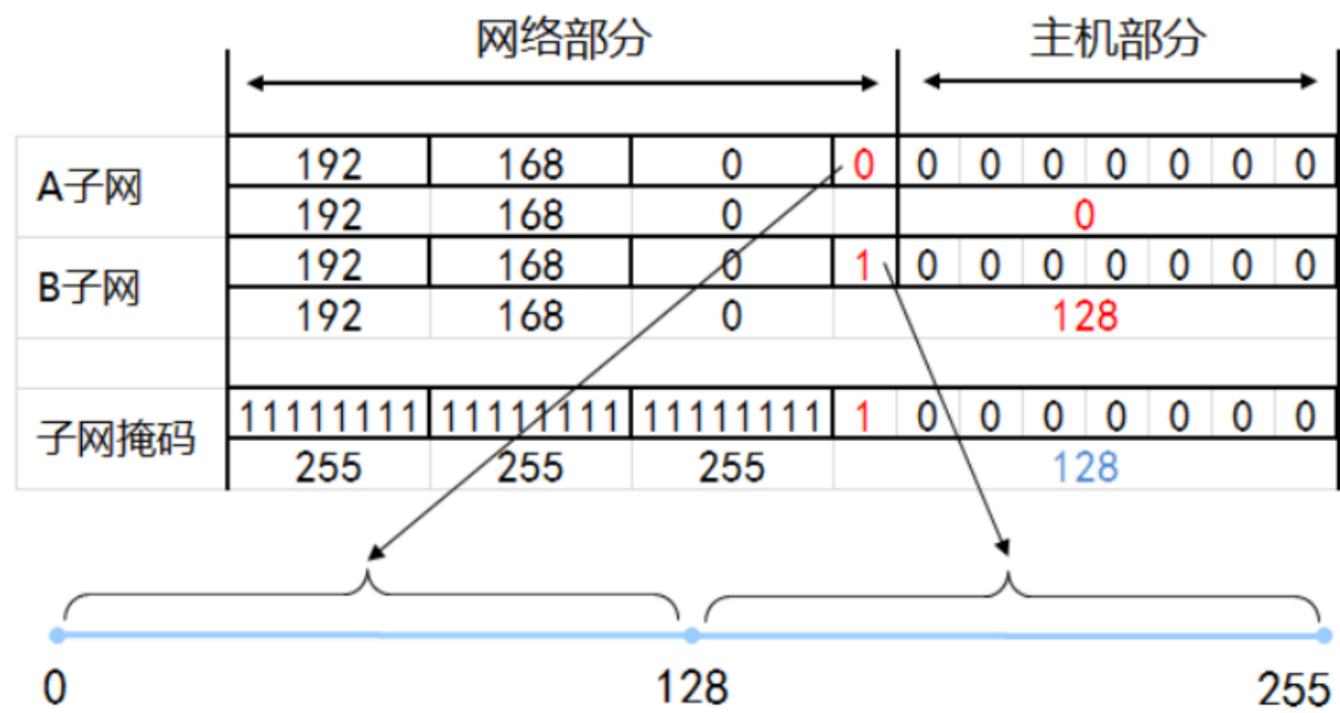 网络部分 主机部分
A子网 192 168 0 0 0 0 0 0 0 0 0
192 168 0 0
B子网 192 168 0 1 0 0 0 0 0 0 0
192 168 0 128
子网掩码 11111111 11111111 11111111 1 0 0 0 0 0 0 0
255 255 255 128
0 128 255